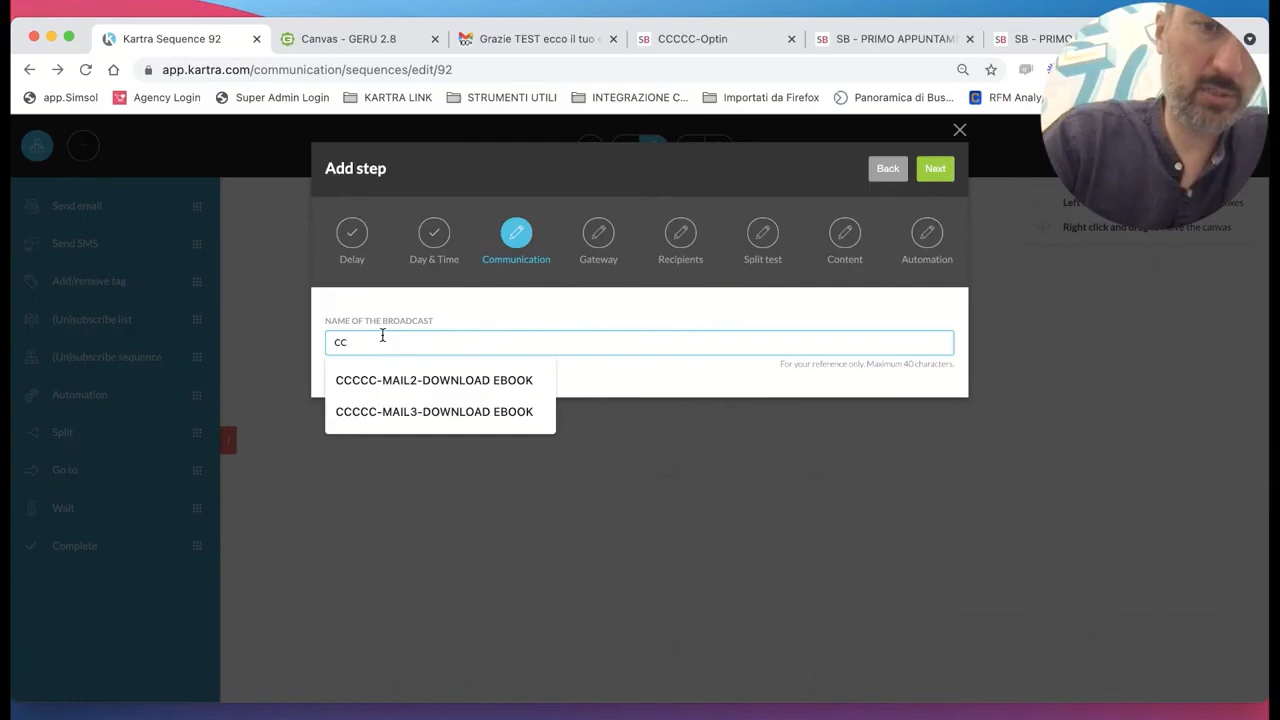 Kartra Sequence 92
Canvas - GERU 2.8
Grazie TEST ecco il tuo e
CCCCC-Optin
SB - PRIMO APPUNTAM
SB - PRIMO
app.kartra.com/communication/sequences/edit/92
app.Simsol
Agency Login
Super Admin Login
KARTRA LINK
STRUMENTI UTILI
INTEGRAZIONE C...
Importati da Firefox
Panoramica di Bus...
RFM Analy
Add step
Back
Next
Delay
Day & Time
Communication
Gateway
Recipients
Split test
Content
Automation
NAME OF THE BROADCAST
CC
For your reference only. Maximum 40 characters.
CCCCC-MAIL2-DOWNLOAD EBOOK
CCCCC-MAIL3-DOWNLOAD EBOOK
Send email
Send SMS
Add/remove tag
(Un)subscribe list
(Un)subscribe sequence
Automation
Split
Go to
Wait
Complete
Left
oxes
Right click and drag to move the canvas